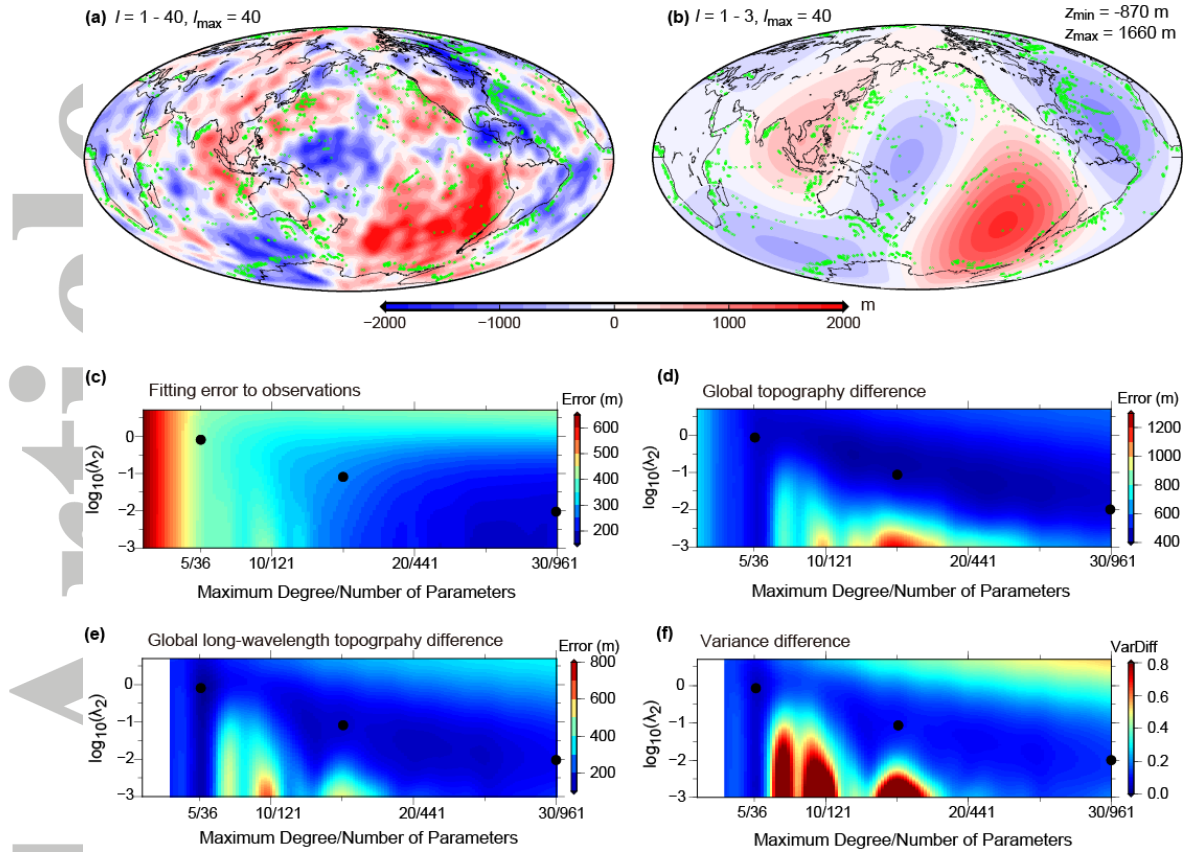 (a) l = 1 - 40, lmax = 40
(b) l = 1 - 3, lmax = 40
zmin = -870 m
zmax = 1660 m
−2000 −1000 0 1000 2000 m
(c) Fitting error to observations
Error (m)
600
500
400
300
200
log10(λ2)
0
−1
−2
−3
5/36 10/121 20/441 30/961
Maximum Degree/Number of Parameters
(d) Global topography difference
Error (m)
1200
1000
800
600
400
log10(λ2)
0
−1
−2
−3
5/36 10/121 20/441 30/961
Maximum Degree/Number of Parameters
(e) Global long-wavelength topogrpahy difference
Error (m)
800
600
400
200
log10(λ2)
0
−1
−2
−3
5/36 10/121 20/441 30/961
Maximum Degree/Number of Parameters
(f) Variance difference
VarDiff
0.8
0.6
0.4
0.2
0.0
log10(λ2)
0
−1
−2
−3
5/36 10/121 20/441 30/961
Maximum Degree/Number of Parameters